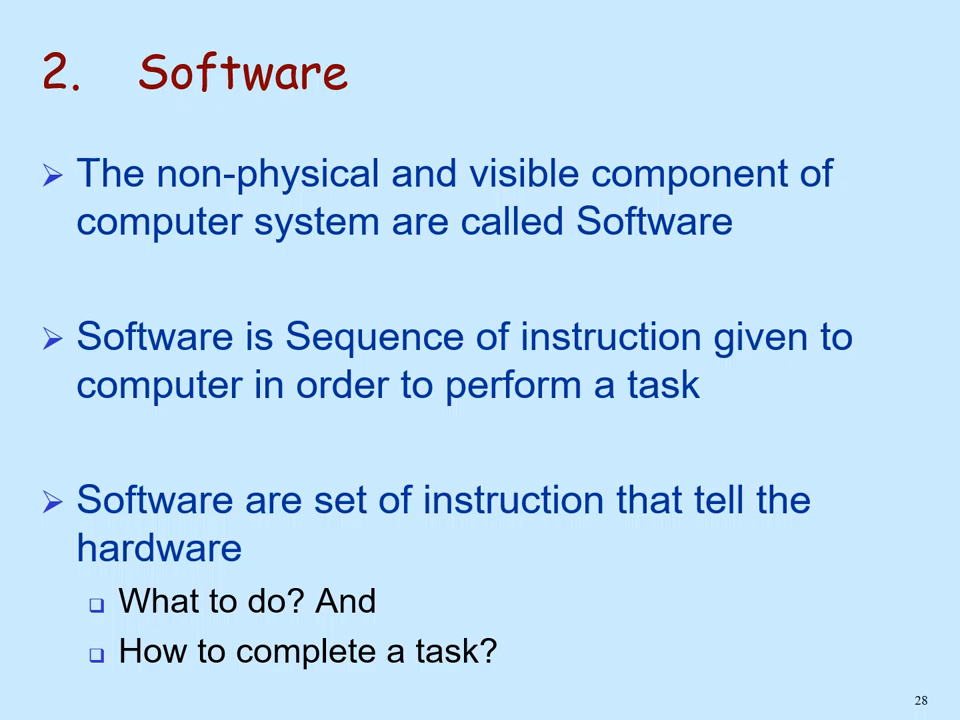 2. Software
The non-physical and visible component of
computer system are called Software
Software is Sequence of instruction given to
computer in order to perform a task
Software are set of instruction that tell the
hardware
What to do? And
How to complete a task?
28